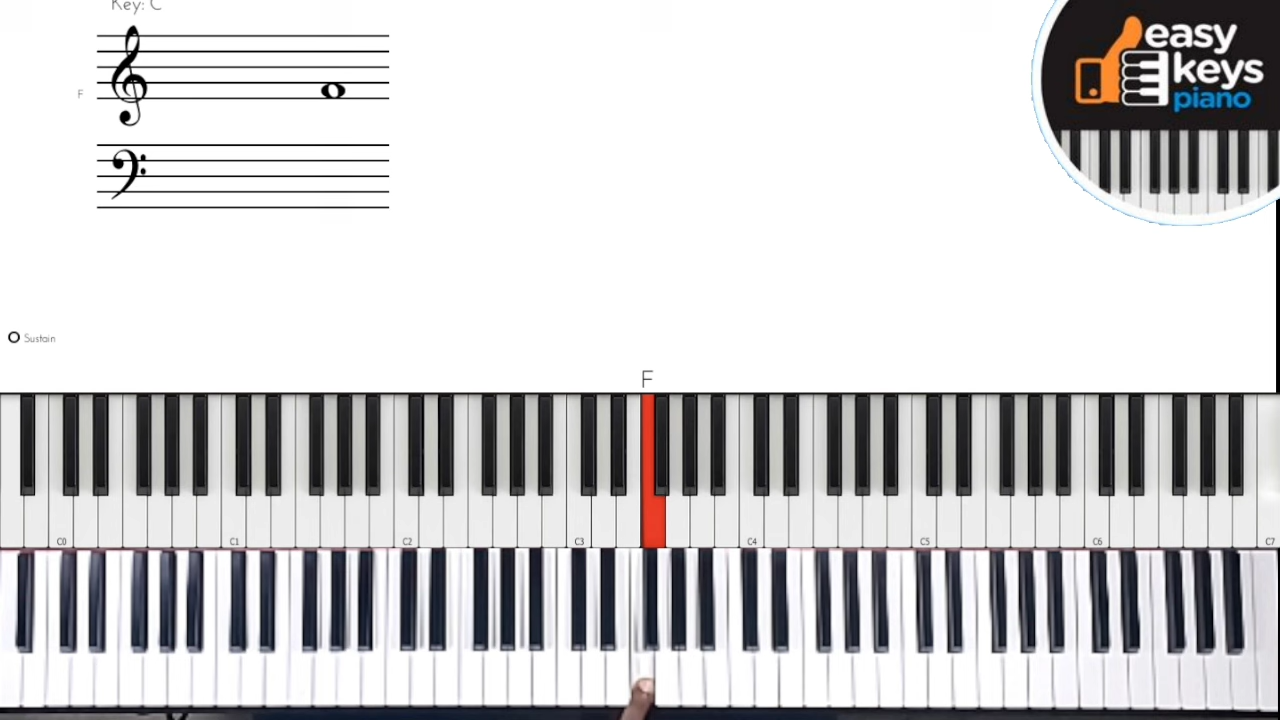 Key: C
easy
keys
piano
F
Sustain
F
C0 C1 C2 C3 C4 C5 C6 C7